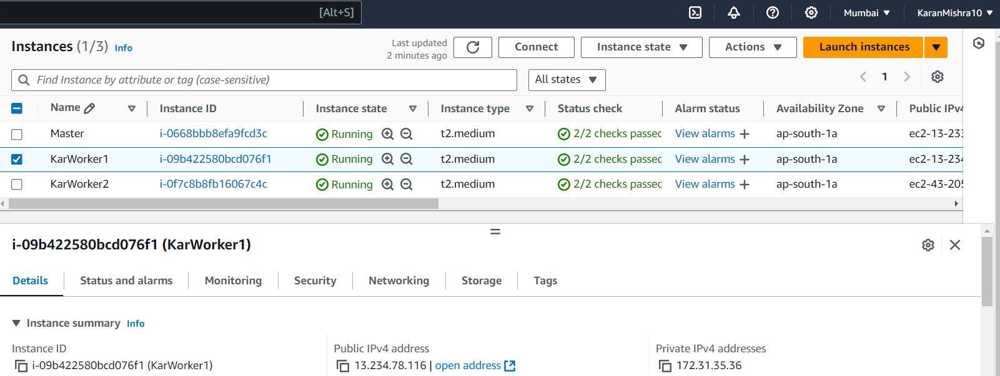 [Alt+S] Mumbai KaranMishra10
Instances (1/3) Info Last updated 2 minutes ago Connect Instance state Actions Launch instances
Find Instance by attribute or tag (case-sensitive) All states 1
Name Instance ID Instance state Instance type Status check Alarm status Availability Zone Public IPv4
Master i-0668bbb8efa9fcd3c Running t2.medium 2/2 checks passec View alarms ap-south-1a ec2-13-233
KarWorker1 i-09b422580bcd076f1 Running t2.medium 2/2 checks passec View alarms ap-south-1a ec2-13-234
KarWorker2 i-0f7c8b8fb16067c4c Running t2.medium 2/2 checks passec View alarms ap-south-1a ec2-43-205
i-09b422580bcd076f1 (KarWorker1)
Details Status and alarms Monitoring Security Networking Storage Tags
Instance summary Info
Instance ID Public IPv4 address Private IPv4 addresses
i-09b422580bcd076f1 (KarWorker1) 13.234.78.116 | open address 172.31.35.36